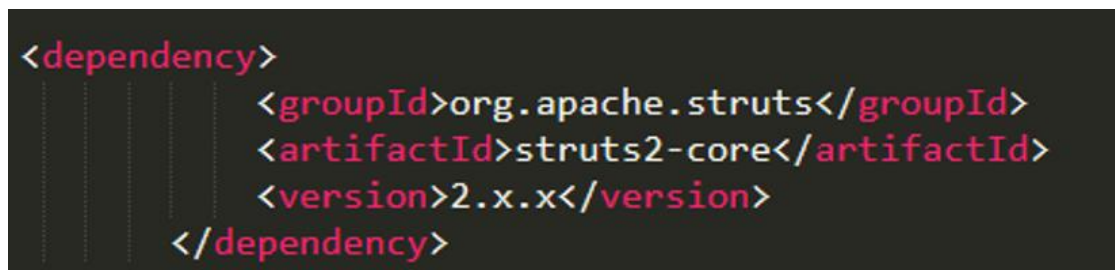 <dependency>
<groupId>org.apache.struts</groupId>
<artifactId>struts2-core</artifactId>
<version>2.x.x</version>
</dependency>